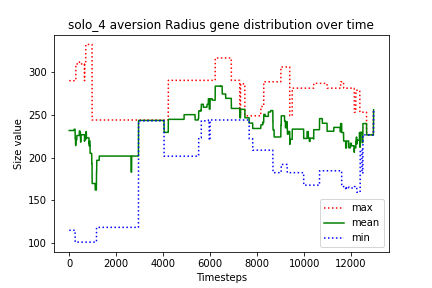 solo_4 aversion Radius gene distribution over time
Size value
300
250
200
150
100
0
2000
4000
6000
8000
10000
12000
Timesteps
max
mean
min